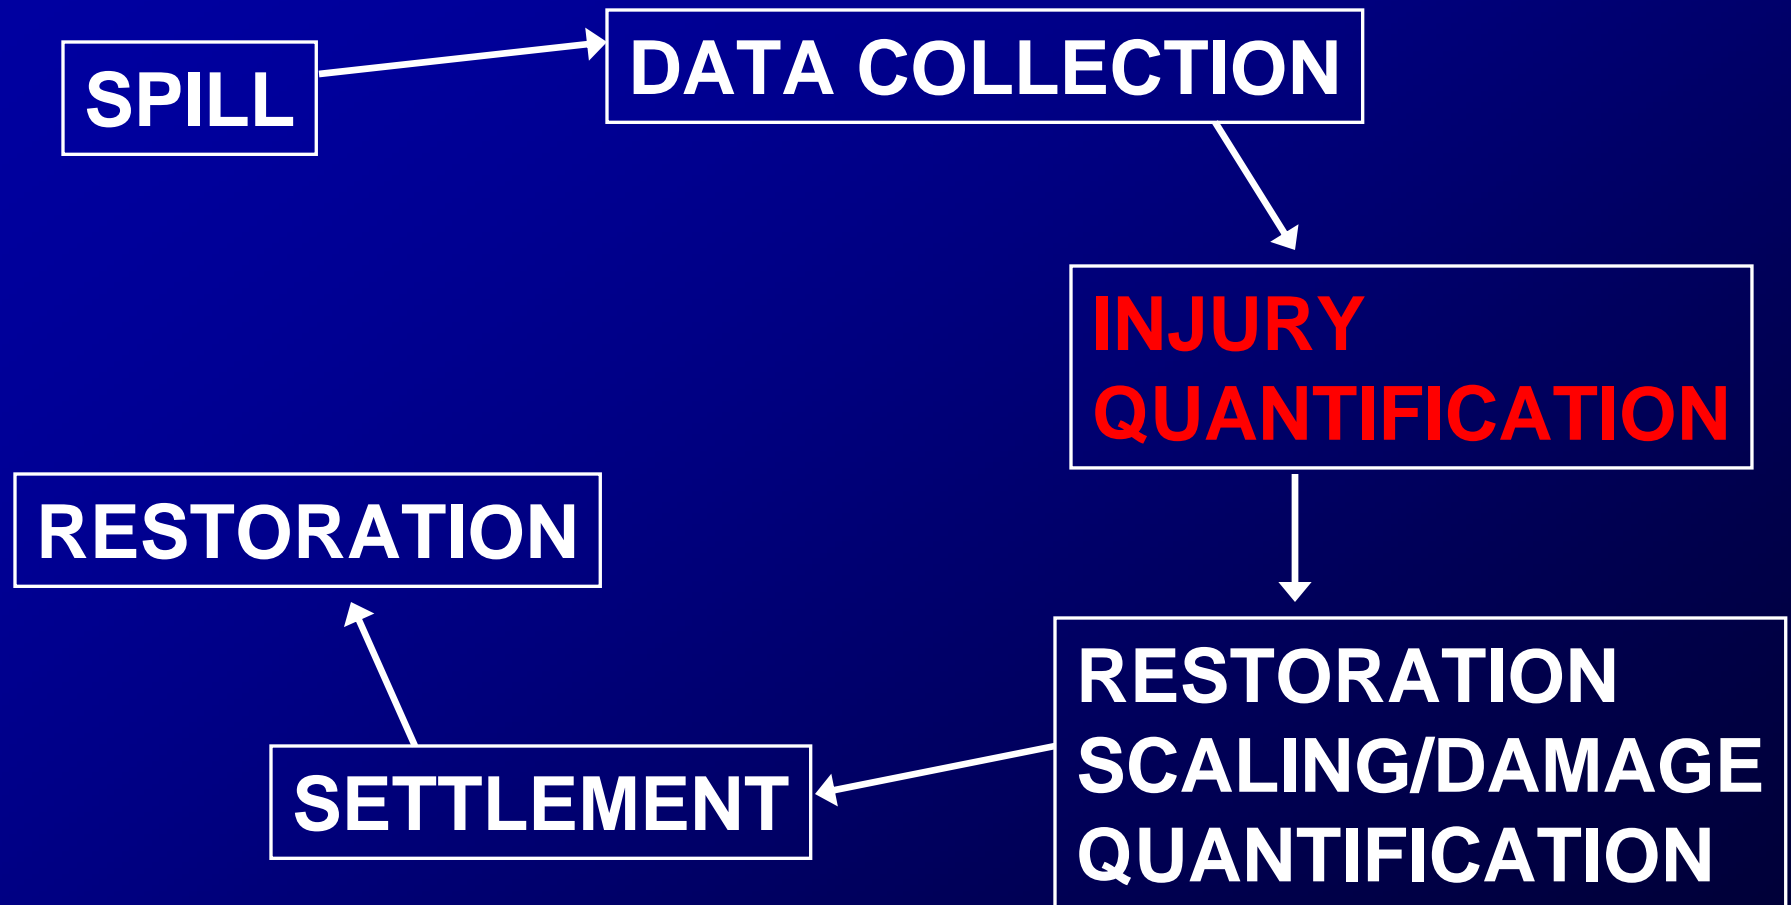 SPILL
DATA COLLECTION
INJURY
QUANTIFICATION
RESTORATION
SCALING/DAMAGE
QUANTIFICATION
SETTLEMENT
RESTORATION